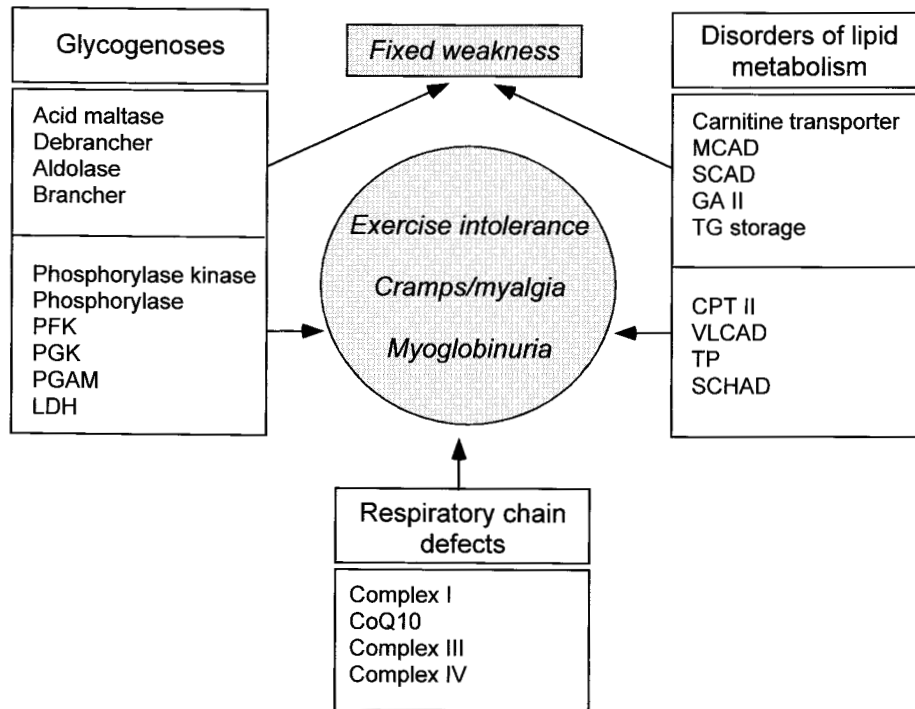 Glycogenoses
Acid maltase
Debrancher
Aldolase
Brancher
Phosphorylase kinase
Phosphorylase
PFK
PGK
PGAM
LDH
Fixed weakness
Exercise intolerance
Cramps/myalgia
Myoglobinuria
Disorders of lipid
metabolism
Carnitine transporter
MCAD
SCAD
GA II
TG storage
CPT II
VLCAD
TP
SCHAD
Respiratory chain
defects
Complex I
CoQ10
Complex III
Complex IV